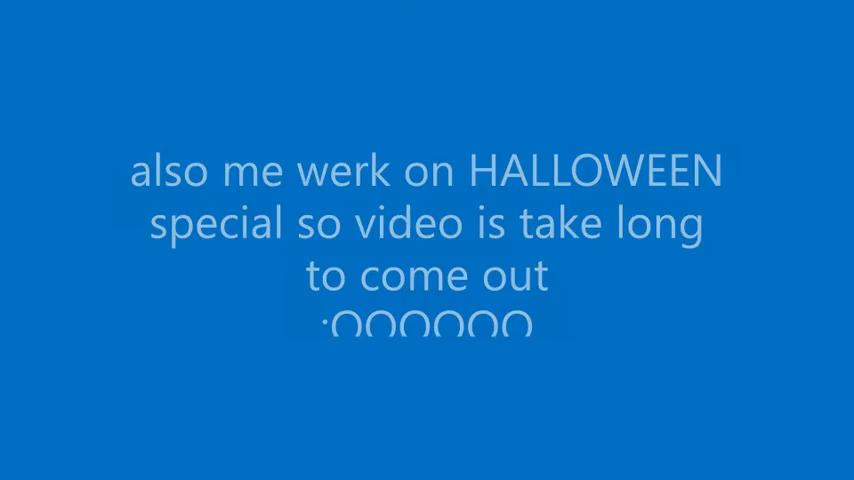 also me werk on HALLOWEEN
special so video is take long
to come out
:OOOOOO